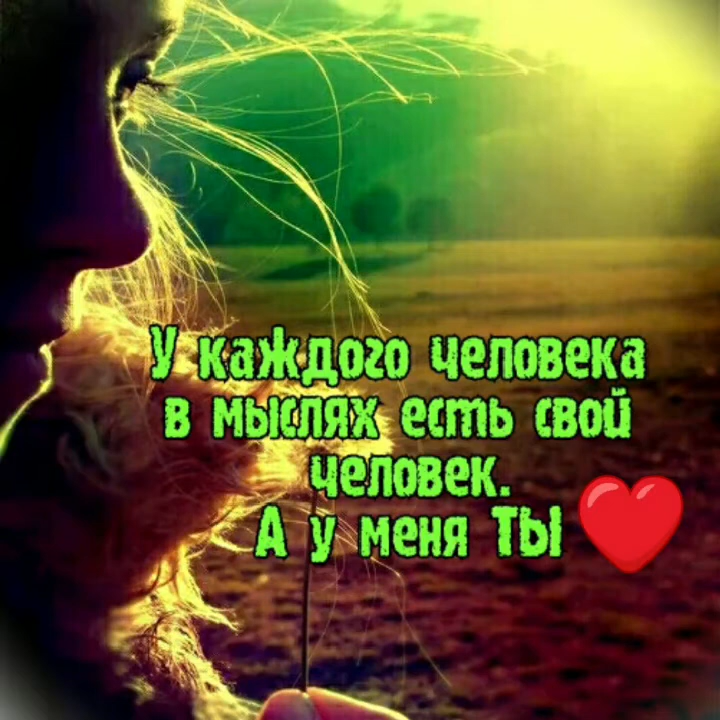 У каждого человека
в мыслях есть свой
человек.
А у меня ТЫ